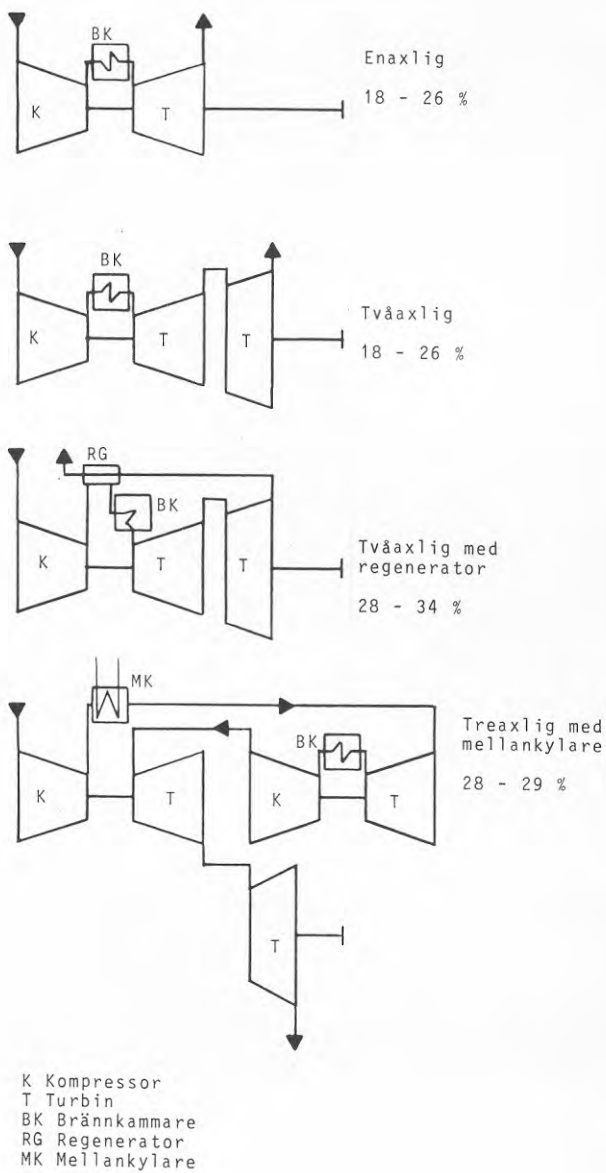 BK
Enaxlig
K
T
18 - 26 %
BK
Tvåaxlig
K
T
T
18 - 26 %
RG
BK
Tvåaxlig med
regenerator
K
T
T
28 - 34 %
MK
Treaxlig med
mellankylare
BK
K
T
K
T
28 - 29 %
T
K Kompressor
T Turbin
BK Brännkammare
RG Regenerator
MK Mellankylare